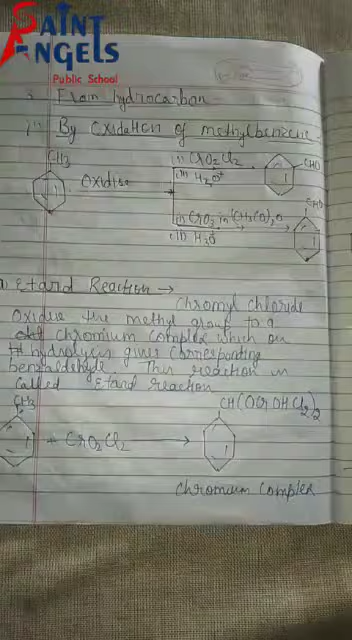 SAINT
ANGELS
Public School
3. From hydrocarbon
By Oxidation of methylbenzene
CH3
Oxidise
(i) CrO2Cl2
(ii) H3O+
CHO
(i) CrO3 in (CH3CO)2O
(ii) H3O+
CHO
Etard Reaction →
Chromyl chloride
Oxidise the methyl group to a
chromium complex which on
hydrolysis gives corresponding
benzaldehyde. This reaction is
called Etard reaction
CH3
+ CrO2Cl2 →
CH(OCrOHCl2)2
Chromium Complex